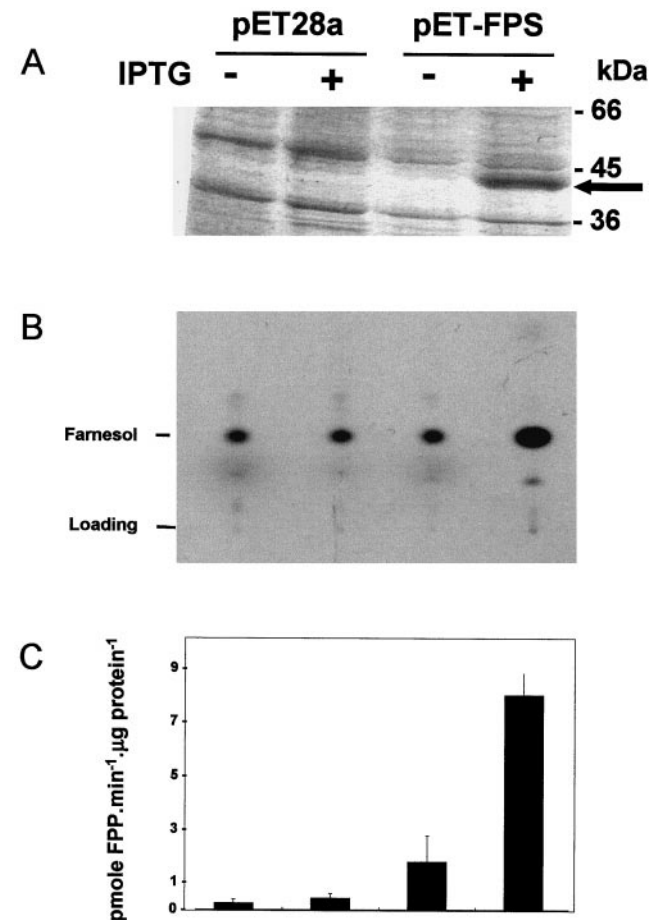 pET28a pET-FPS
A
IPTG - + - + kDa
- 66
- 45
- 36
B
Farnesol –
Loading –
C
pmole FPP.min⁻¹.µg protein⁻¹
9
7
5
3
1
0